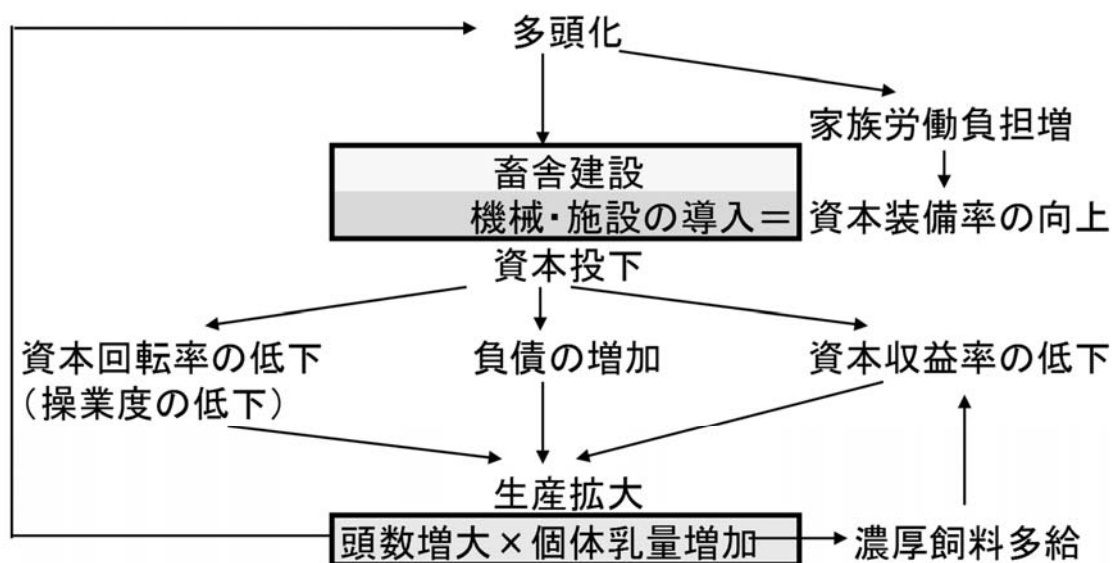 多頭化
家族労働負担増
畜舎建設
機械・施設の導入＝資本装備率の向上
資本投下
資本回転率の低下
（操業度の低下）
負債の増加
資本収益率の低下
生産拡大
頭数増大×個体乳量増加
濃厚飼料多給